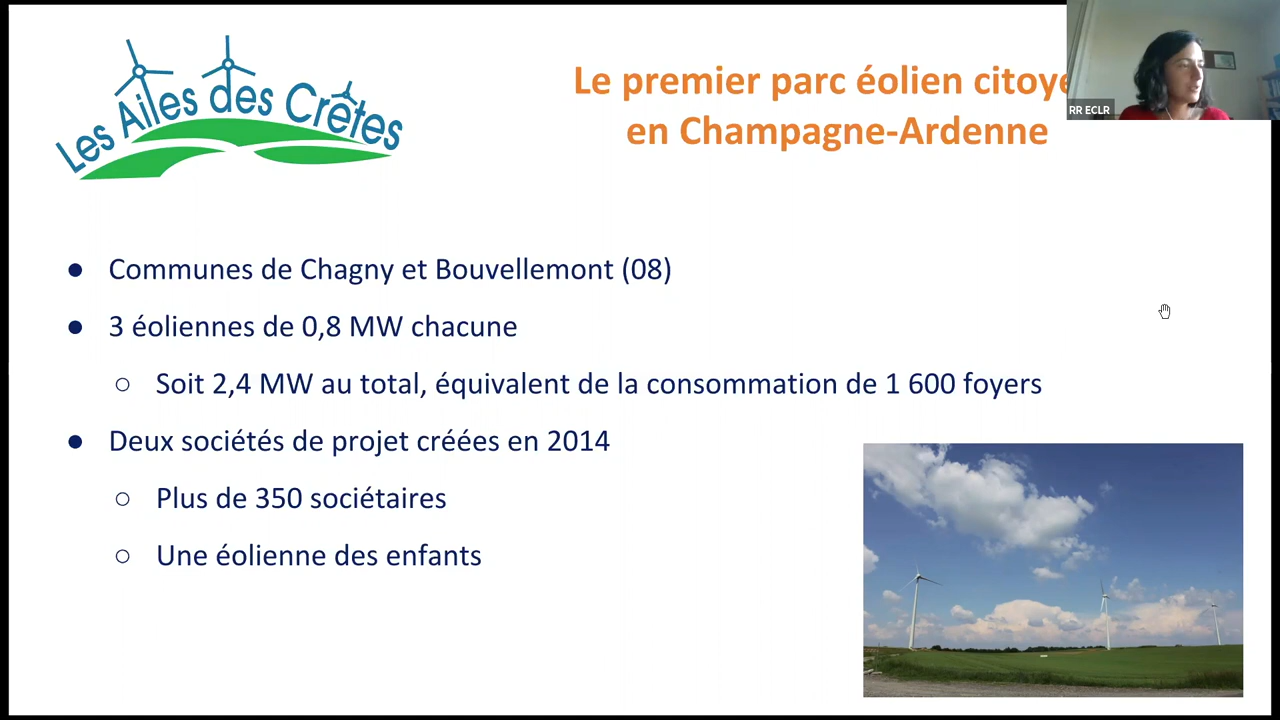 Les Ailes des Crêtes
Le premier parc éolien citoye
en Champagne-Ardenne
RR ECLR
● Communes de Chagny et Bouvellemont (08)
● 3 éoliennes de 0,8 MW chacune
○ Soit 2,4 MW au total, équivalent de la consommation de 1 600 foyers
● Deux sociétés de projet créées en 2014
○ Plus de 350 sociétaires
○ Une éolienne des enfants